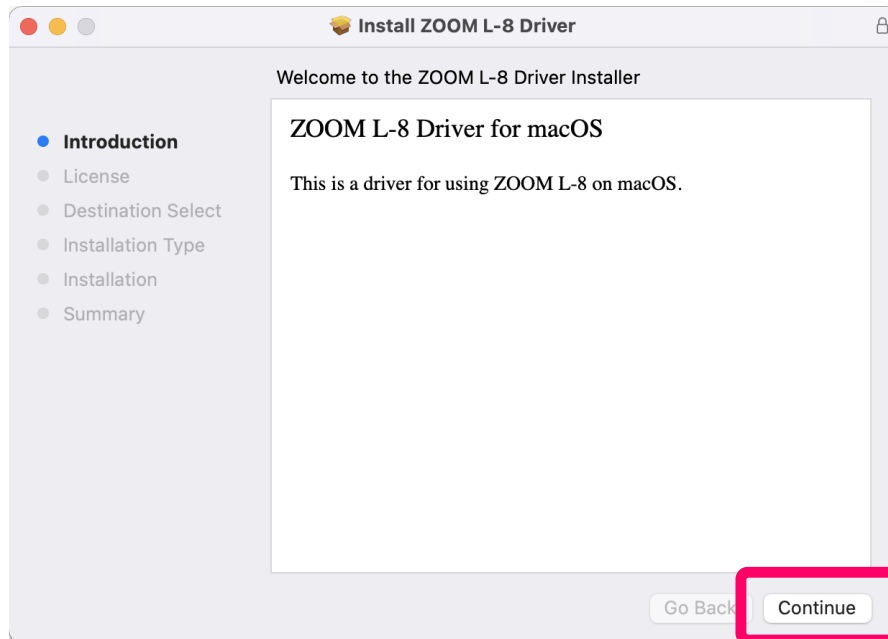 Install ZOOM L-8 Driver
Welcome to the ZOOM L-8 Driver Installer
Introduction
License
Destination Select
Installation Type
Installation
Summary
ZOOM L-8 Driver for macOS
This is a driver for using ZOOM L-8 on macOS.
Go Back
Continue